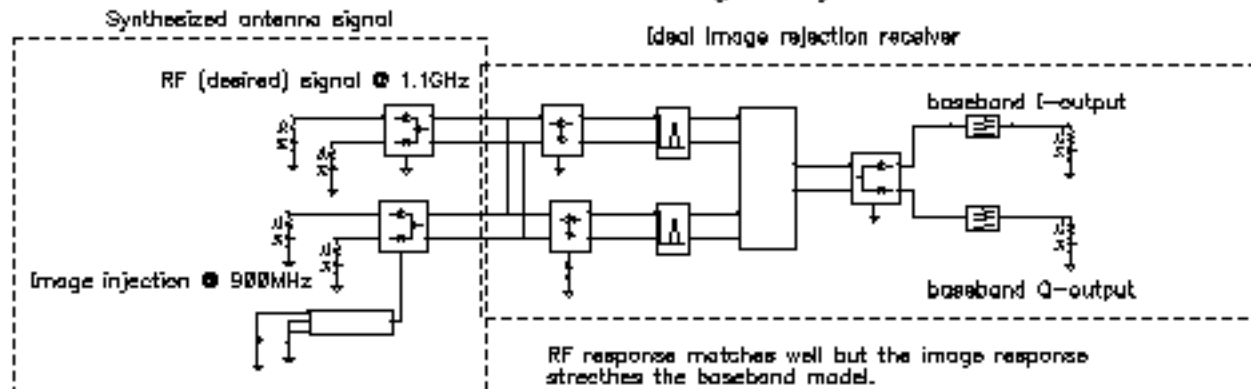 Synthesized antenna signal
Ideal image rejection receiver
RF (desired) signal @ 1.1GHz
baseband I-output
Image injection @ 900MHz
baseband Q-output
RF response matches well but the image response
strecthes the baseband model.